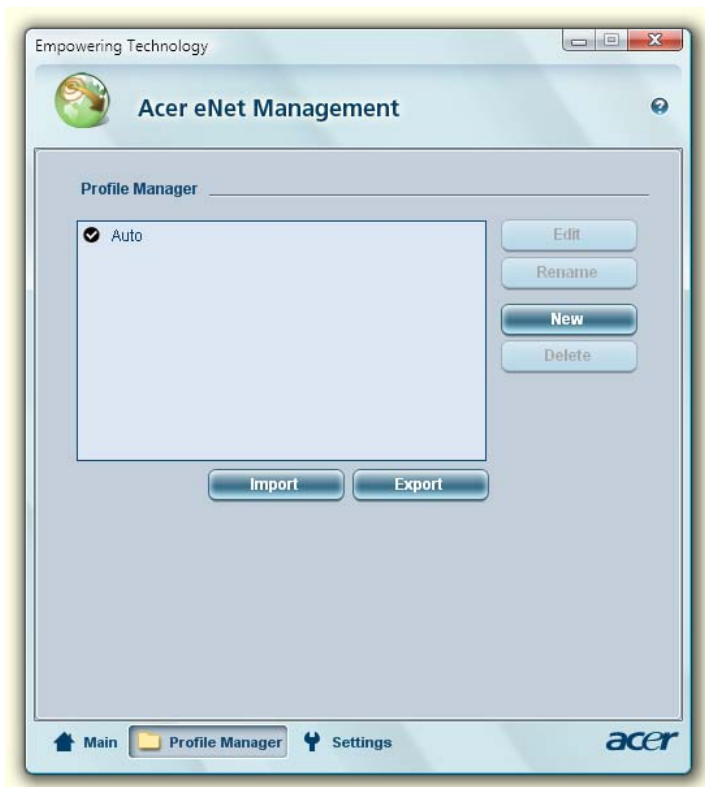 Empowering Technology
Acer eNet Management
Profile Manager
Auto
Edit
Rename
New
Delete
Import Export
Main Profile Manager Settings acer